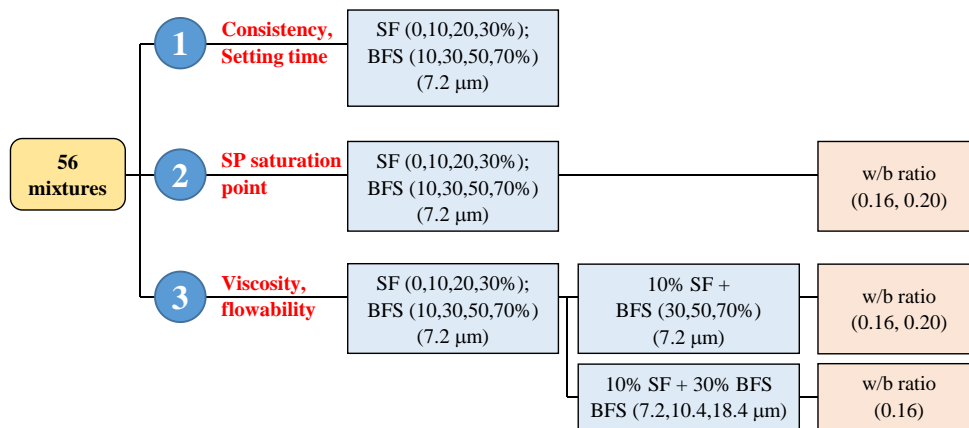 56
mixtures
1
Consistency,
Setting time
SF (0,10,20,30%);
BFS (10,30,50,70%)
(7.2 μm)
2
SP saturation
point
SF (0,10,20,30%);
BFS (10,30,50,70%)
(7.2 μm)
w/b ratio
(0.16, 0.20)
3
Viscosity,
flowability
SF (0,10,20,30%);
BFS (10,30,50,70%)
(7.2 μm)
10% SF +
BFS (30,50,70%)
(7.2 μm)
w/b ratio
(0.16, 0.20)
10% SF + 30% BFS
BFS (7.2,10.4,18.4 μm)
w/b ratio
(0.16)